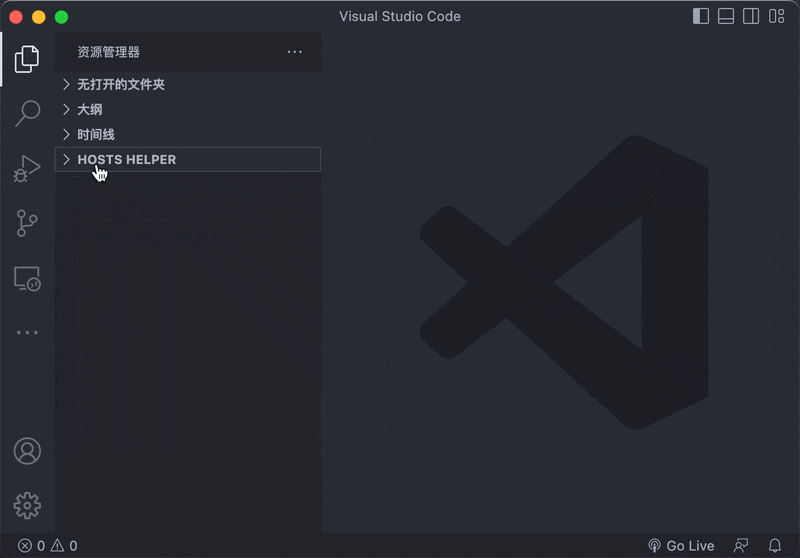 Visual Studio Code
资源管理器
无打开的文件夹
大纲
时间线
HOSTS HELPER
0 0
Go Live